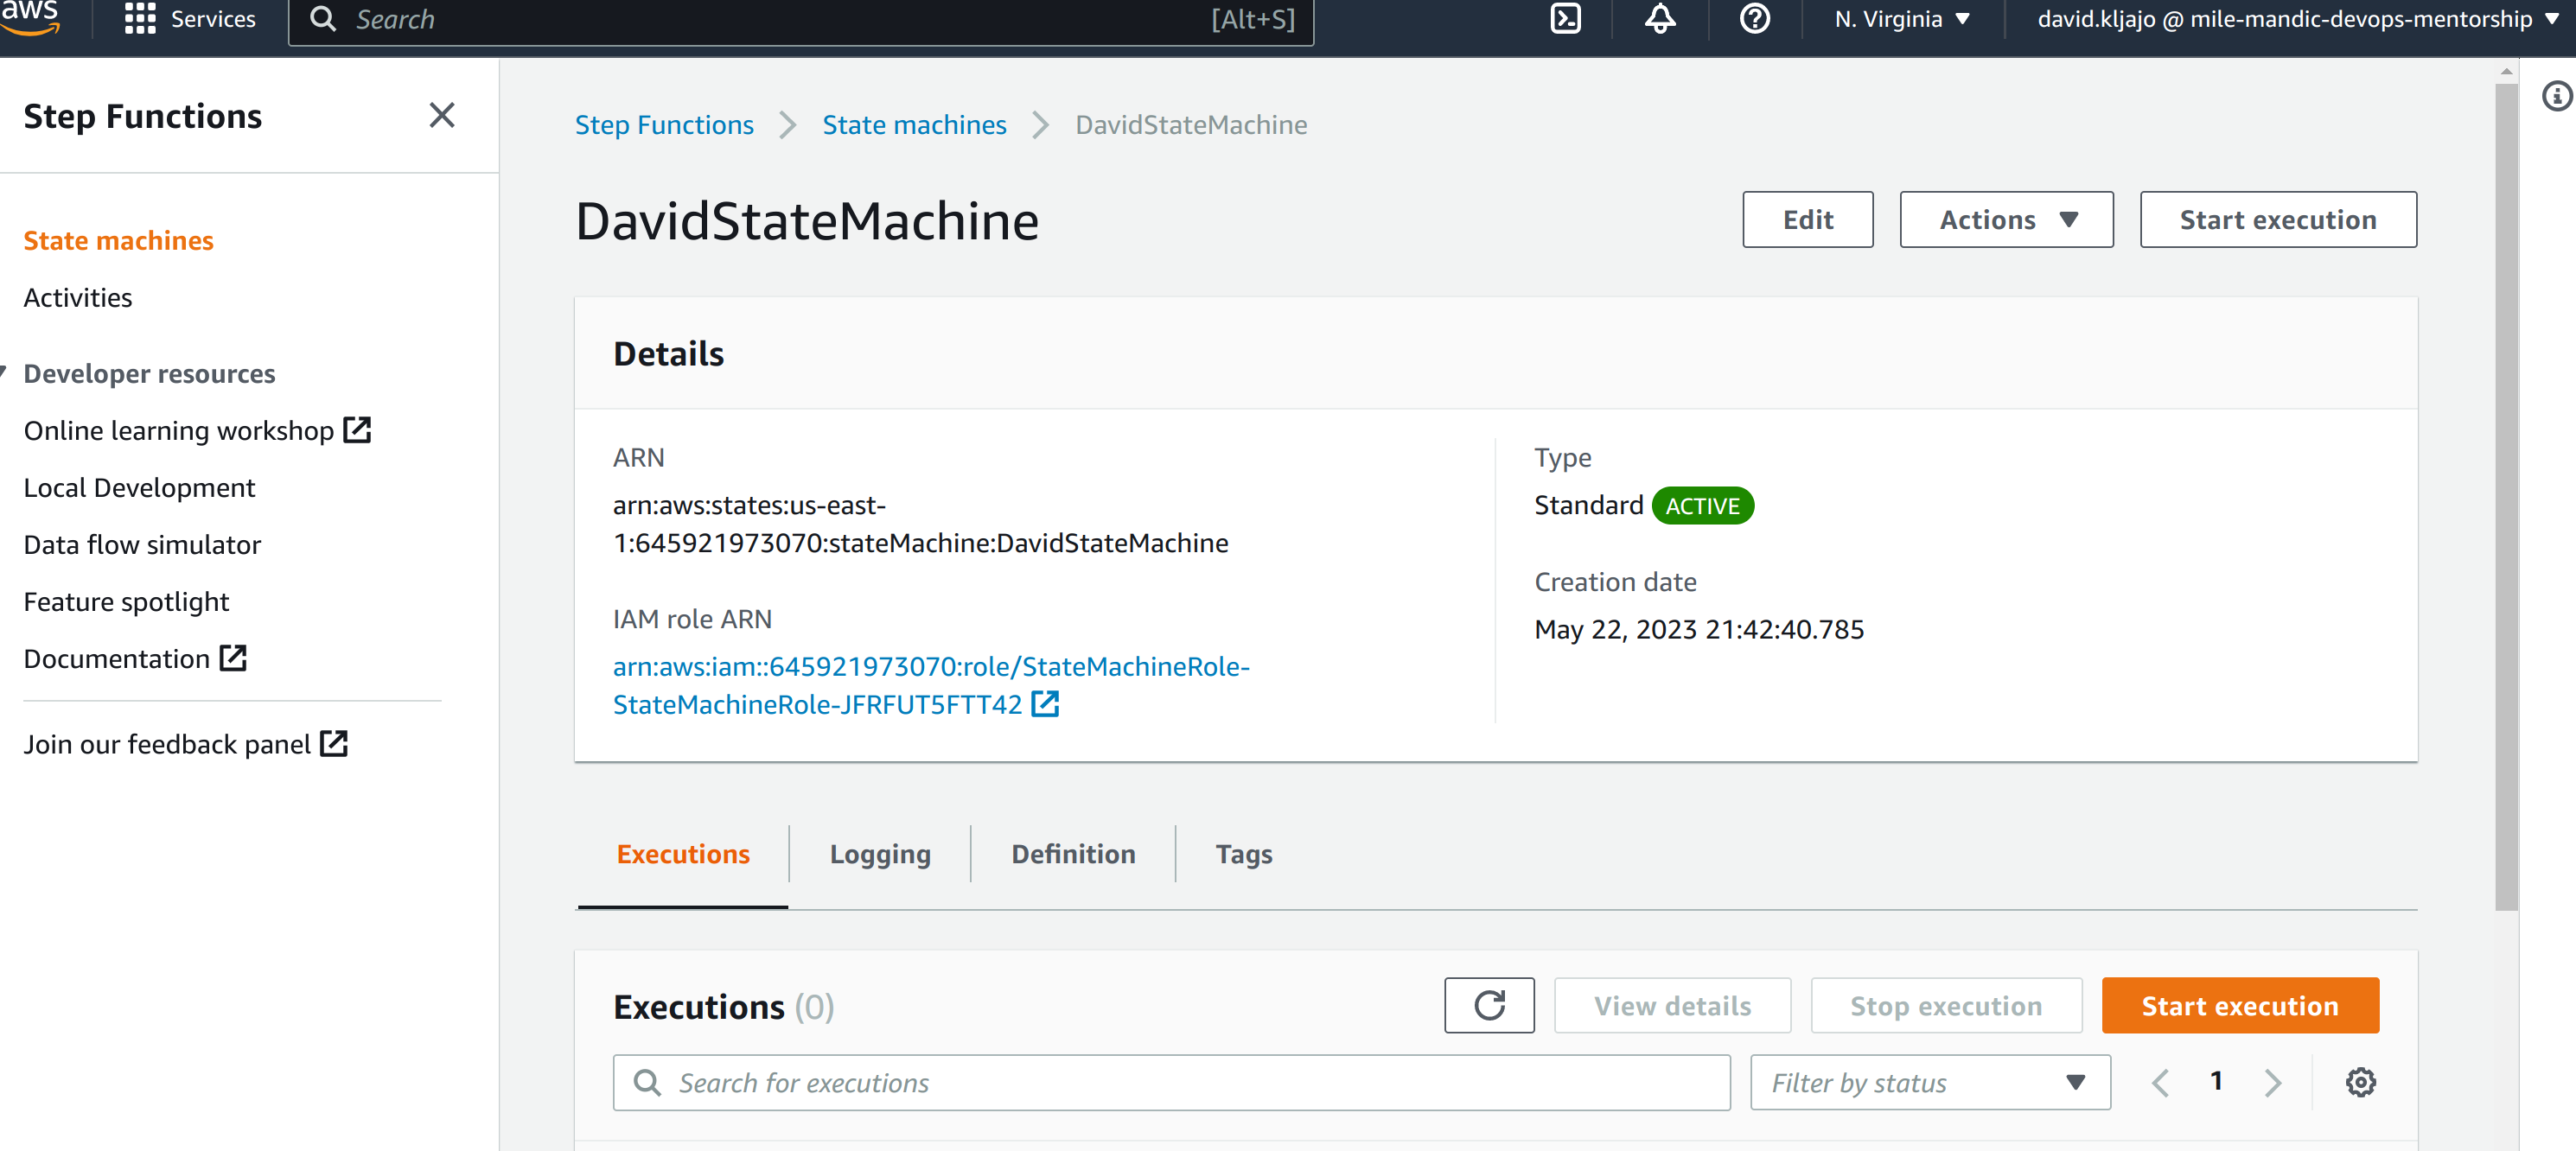 aws
Services
Search
[Alt+S]
N. Virginia
david.kljajo @ mile-mandic-devops-mentorship
Step Functions
State machines
Activities
Developer resources
Online learning workshop
Local Development
Data flow simulator
Feature spotlight
Documentation
Join our feedback panel
Step Functions
State machines
DavidStateMachine
DavidStateMachine
Edit
Actions
Start execution
Details
ARN
arn:aws:states:us-east-
1:645921973070:stateMachine:DavidStateMachine
IAM role ARN
arn:aws:iam::645921973070:role/StateMachineRole-
StateMachineRole-JFRFUT5FTT42
Type
Standard ACTIVE
Creation date
May 22, 2023 21:42:40.785
Executions
Logging
Definition
Tags
Executions (0)
View details
Stop execution
Start execution
Search for executions
Filter by status
1